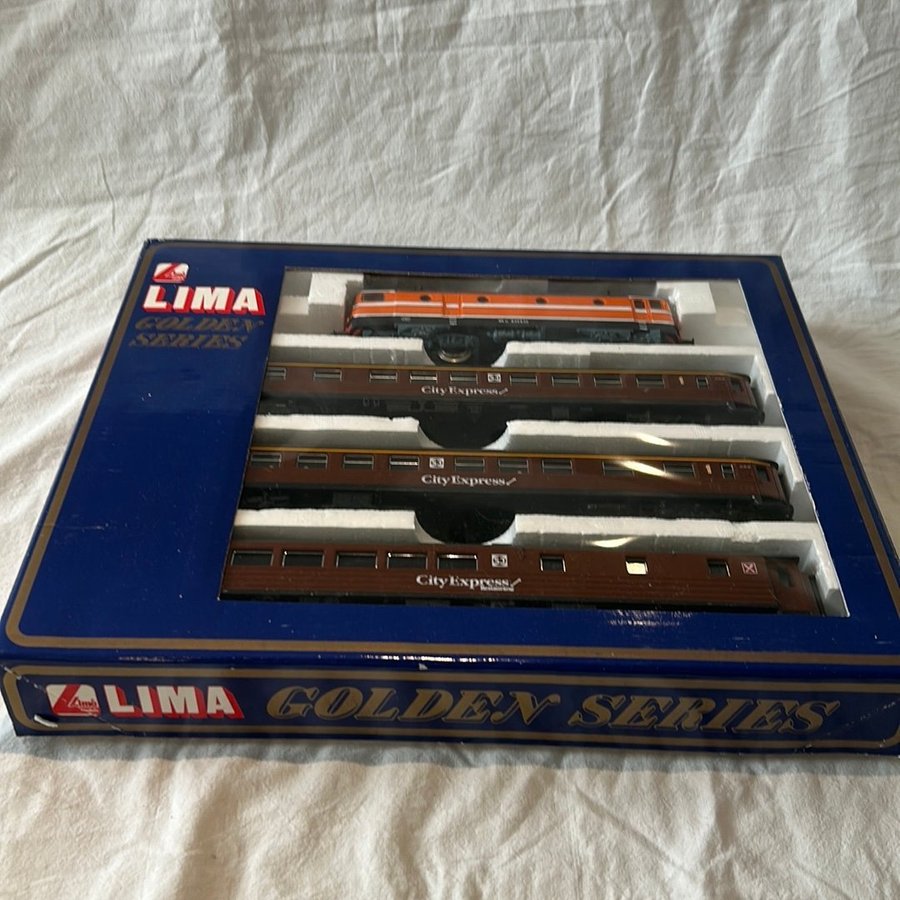 LIMA
GOLDEN
SERIES
City Express
City Express
City Express
LIMA GOLDEN SERIES